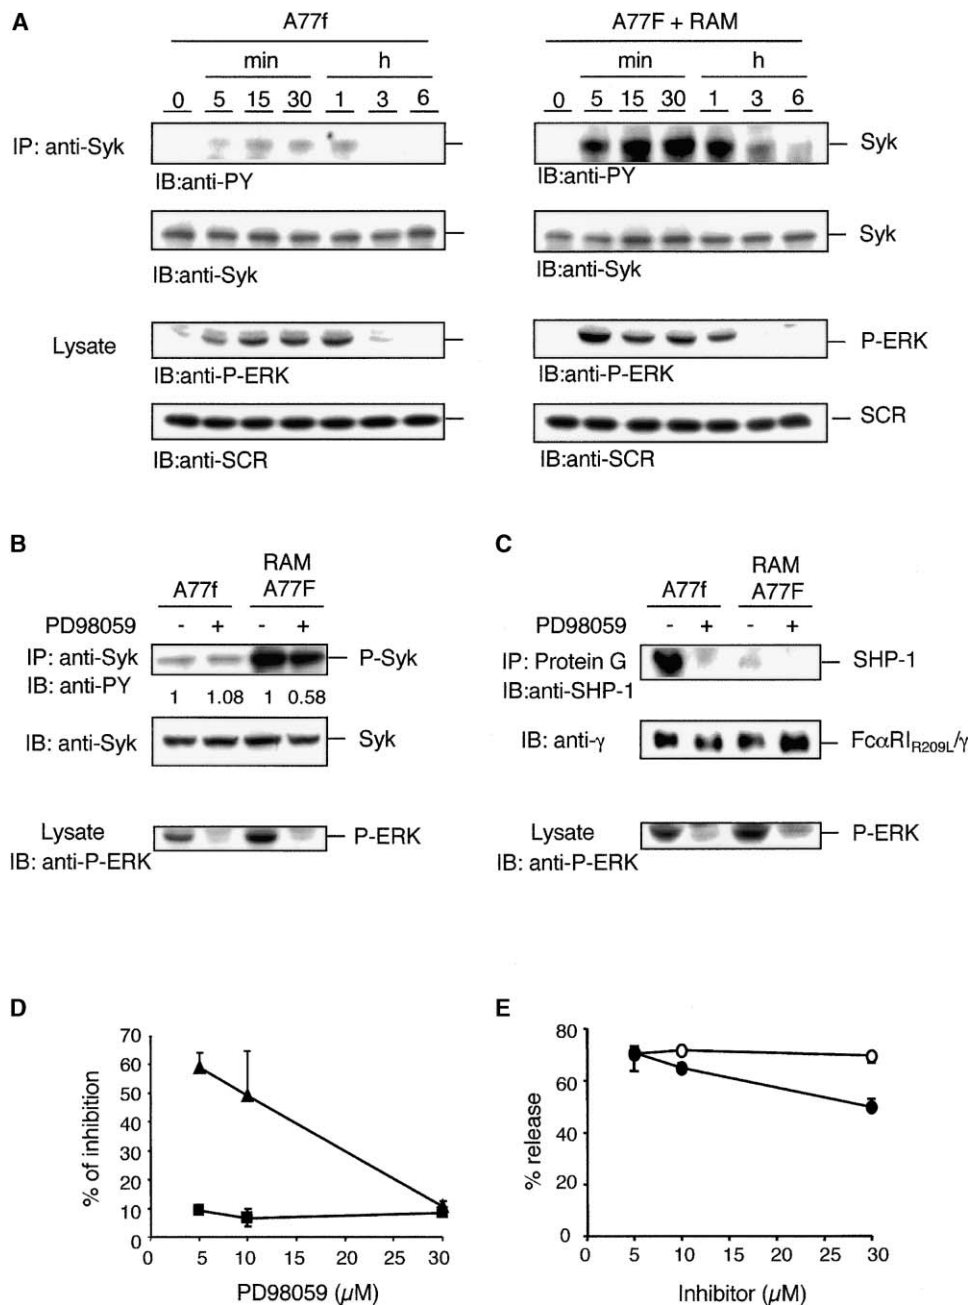 A
A77f
A77F + RAM
min h
min h
0 5 15 30 1 3 6
0 5 15 30 1 3 6
IP: anti-Syk
Syk
IB:anti-PY
IB:anti-PY
Syk
IB:anti-Syk
IB:anti-Syk
Lysate
P-ERK
IB:anti-P-ERK
IB:anti-P-ERK
SCR
IB:anti-SCR
IB:anti-SCR
B
RAM
A77f A77F
PD98059 - + - +
IP: anti-Syk
P-Syk
IB: anti-PY
1 1.08 1 0.58
IB: anti-Syk
Syk
Lysate
P-ERK
IB: anti-P-ERK
C
RAM
A77f A77F
PD98059 - + - +
IP: Protein G
SHP-1
IB:anti-SHP-1
IB: anti-γ
FcαRI R209L/γ
Lysate
P-ERK
IB: anti-P-ERK
D
% of inhibition
70
60
50
40
30
20
10
0
0 5 10 15 20 25 30
PD98059 (µM)
E
% release
80
60
40
20
0
0 5 10 15 20 25 30
Inhibitor (µM)